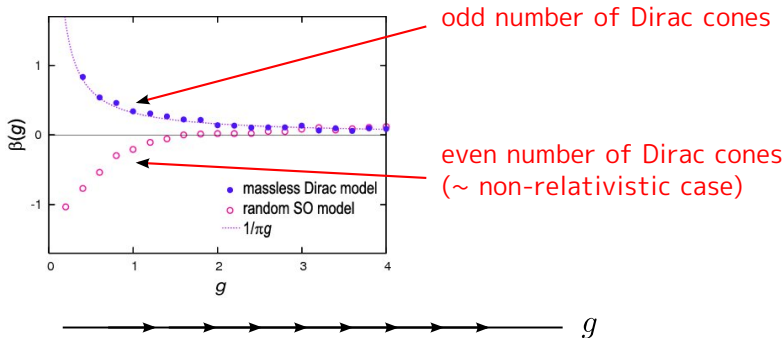 odd number of Dirac cones
1
β(g)
0
even number of Dirac cones
(~ non-relativistic case)
massless Dirac model
-1
random SO model
1/πg
0 1 2 3 4
g
g